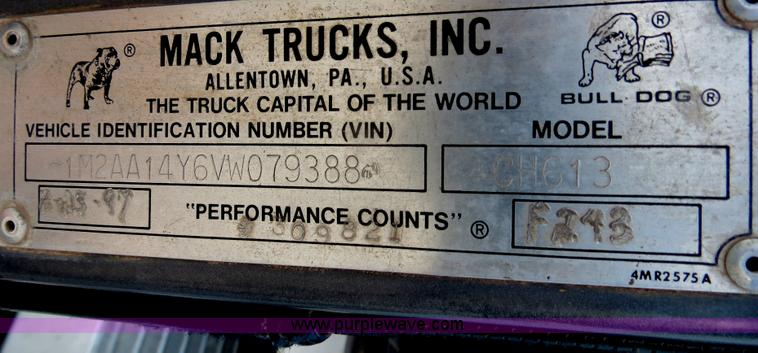 MACK TRUCKS, INC.
ALLENTOWN, PA., U.S.A.
THE TRUCK CAPITAL OF THE WORLD
BULL DOG ®
VEHICLE IDENTIFICATION NUMBER (VIN) MODEL
1M2AA14Y6VW079388 CH613
"PERFORMANCE COUNTS" ® F243
369821
4MR2575A
www.purplewave.com